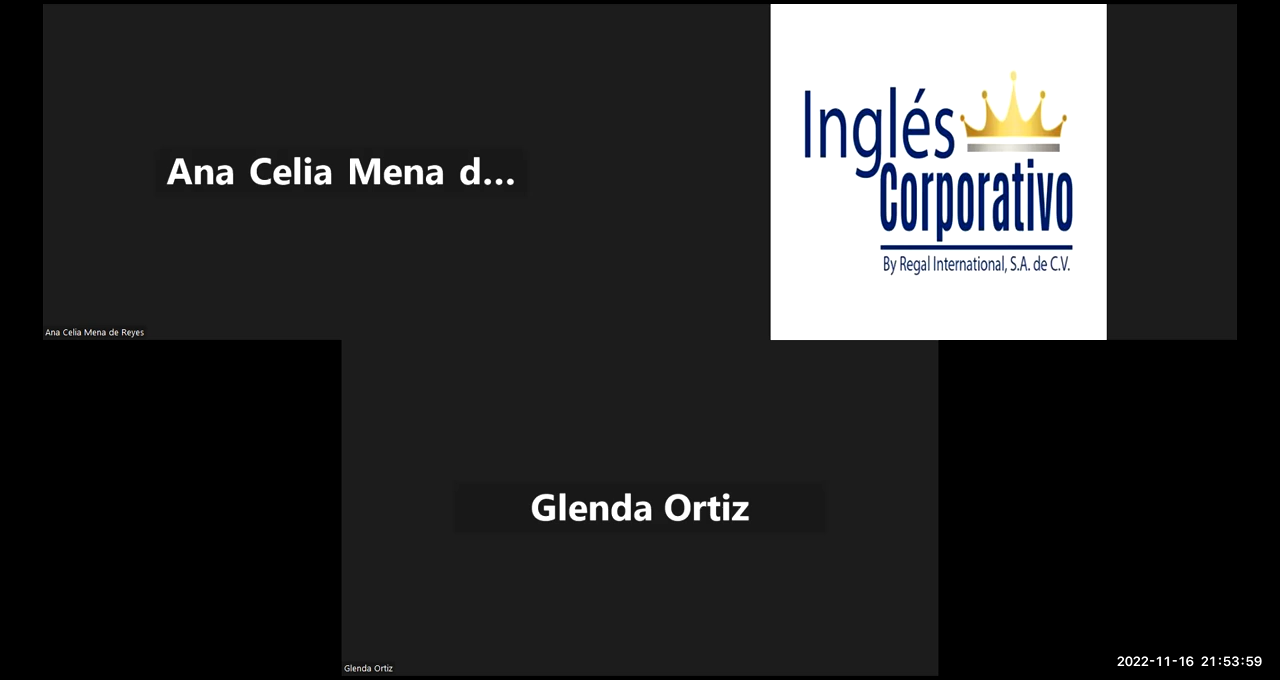 Ana Celia Mena d...
Ana Celia Mena de Reyes
Inglés
Corporativo
By Regal International, S.A. de C.V.
Glenda Ortiz
Glenda Ortiz
2022-11-16 21:53:59